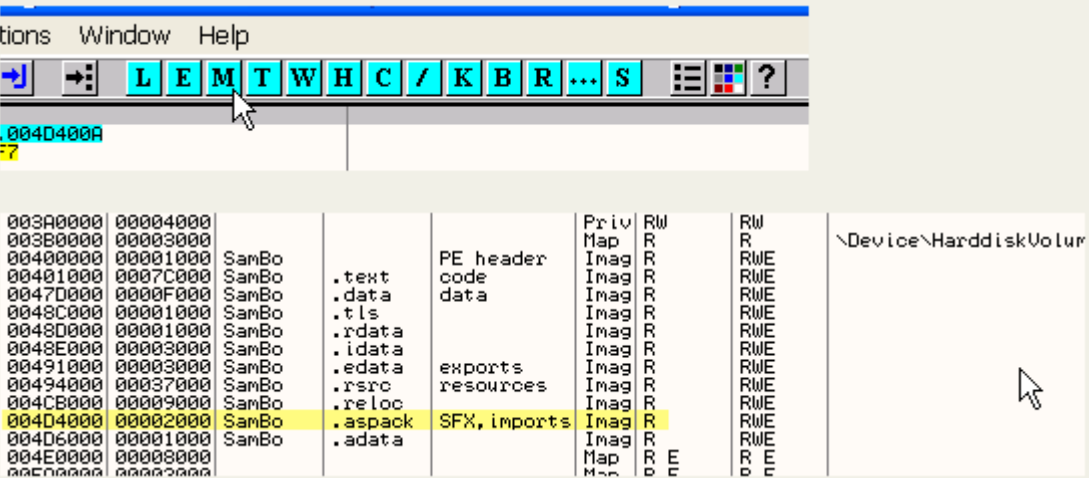 tions Window Help
L E M T W H C / K B R ... S ?
.004D400A
F7
003A0000 00004000 Priv RW RW
003B0000 00003000 Map R R \Device\HarddiskVolum
00400000 00001000 SamBo PE header Imag R RWE
00401000 0007C000 SamBo .text code Imag R RWE
0047D000 0000F000 SamBo .data data Imag R RWE
0048C000 00001000 SamBo .tls Imag R RWE
0048D000 00001000 SamBo .rdata Imag R RWE
0048E000 00003000 SamBo .idata Imag R RWE
00491000 00003000 SamBo .edata exports Imag R RWE
00494000 00037000 SamBo .rsrc resources Imag R RWE
004CB000 00009000 SamBo .reloc Imag R RWE
004D4000 00002000 SamBo .aspack SFX,imports Imag R RWE
004D6000 00001000 SamBo .adata Imag R RWE
004E0000 00008000 Map R E R E